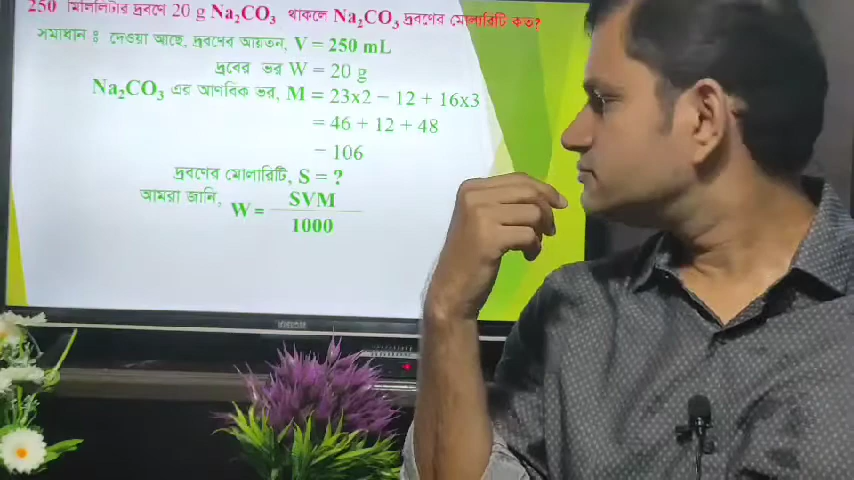 250 মিলিলিটার দ্রবণে 20 g Na₂CO₃ থাকলে Na₂CO₃ দ্রবণের মোলারিটি কত?
সমাধান : দেওয়া আছে, দ্রবণের আয়তন, V = 250 mL
দ্রবের ভর W = 20 g
Na₂CO₃ এর আণবিক ভর, M = 23x2 + 12 + 16x3
= 46 + 12 + 48
= 106
দ্রবণের মোলারিটি, S = ?
আমরা জানি, W = SVM / 1000